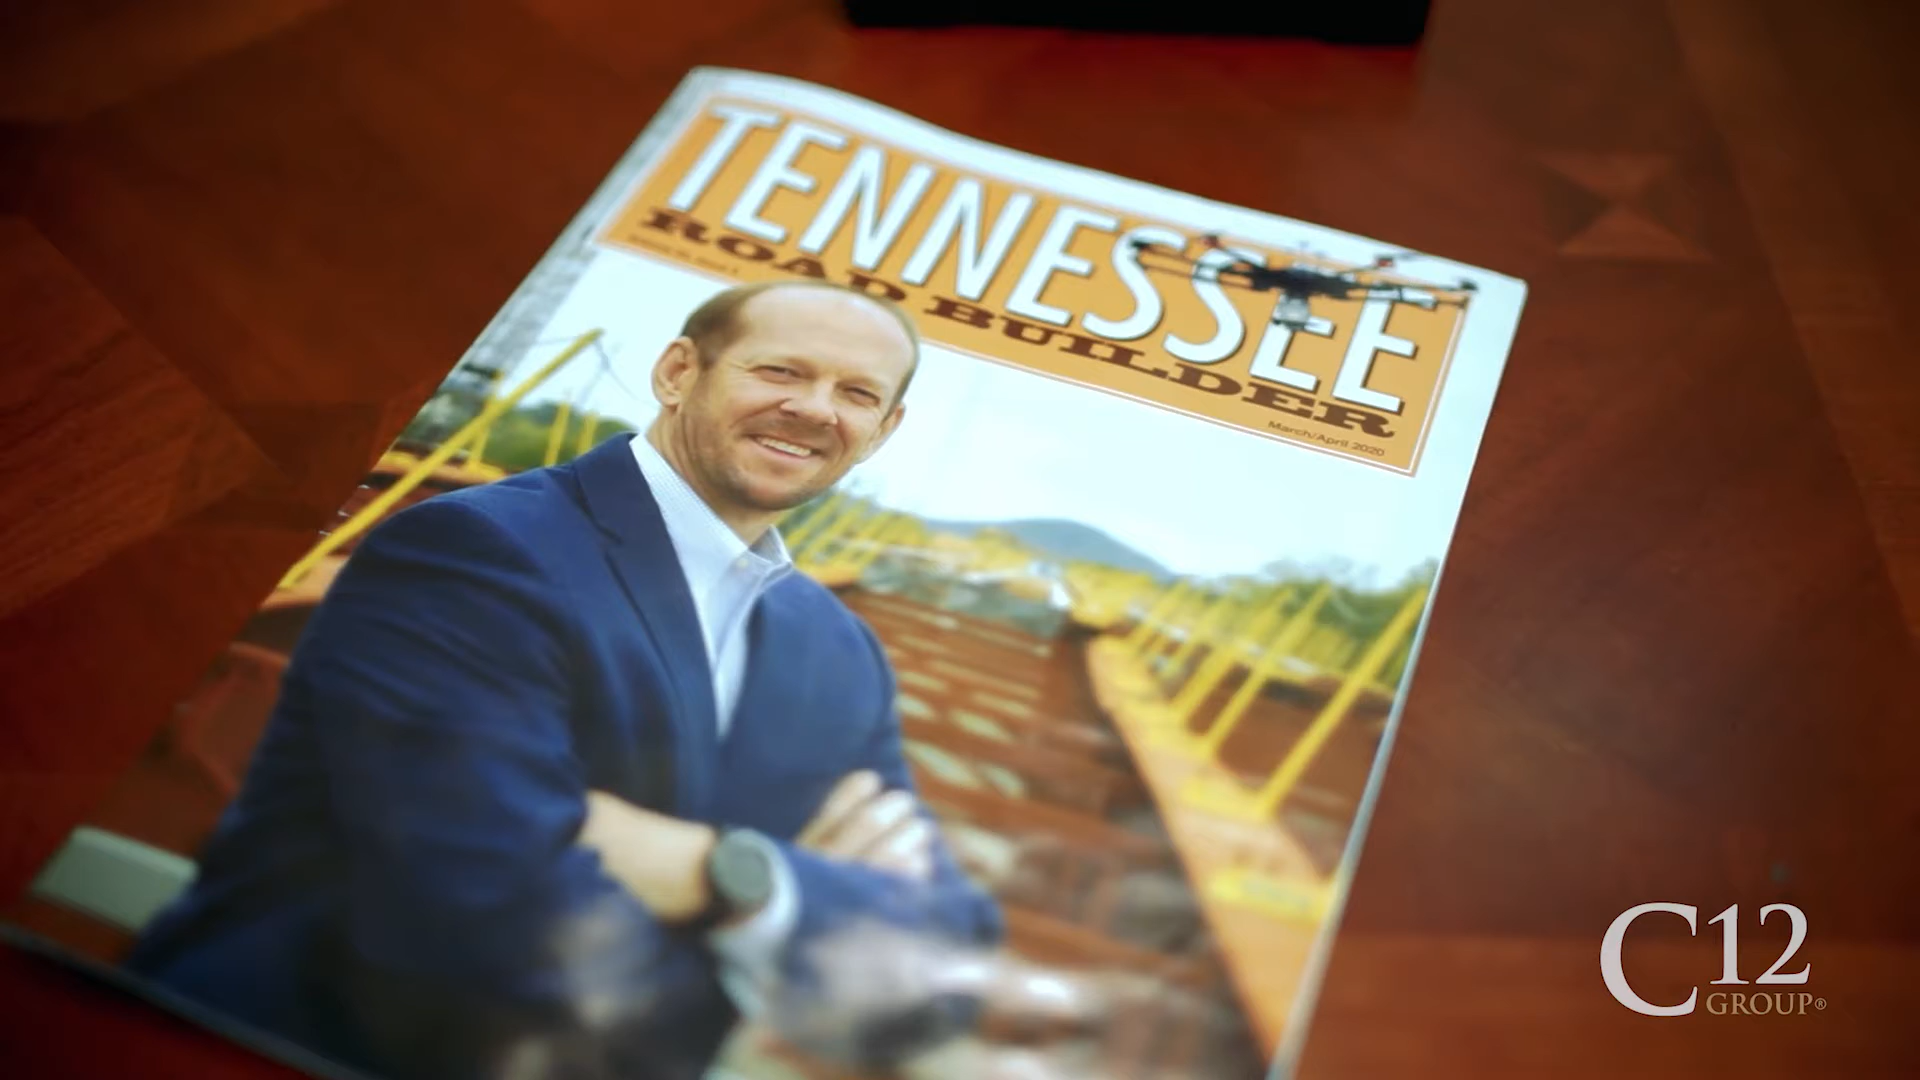 TENNESSEE
ROAD BUILDER
March/April 2020
C12
GROUP®